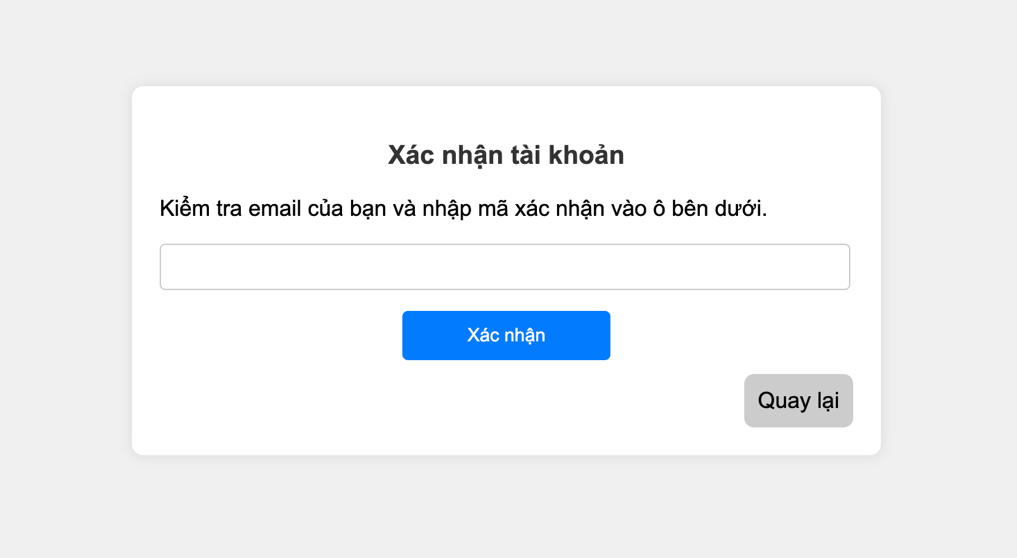 Xác nhận tài khoản
Kiểm tra email của bạn và nhập mã xác nhận vào ô bên dưới.
Xác nhận
Quay lại